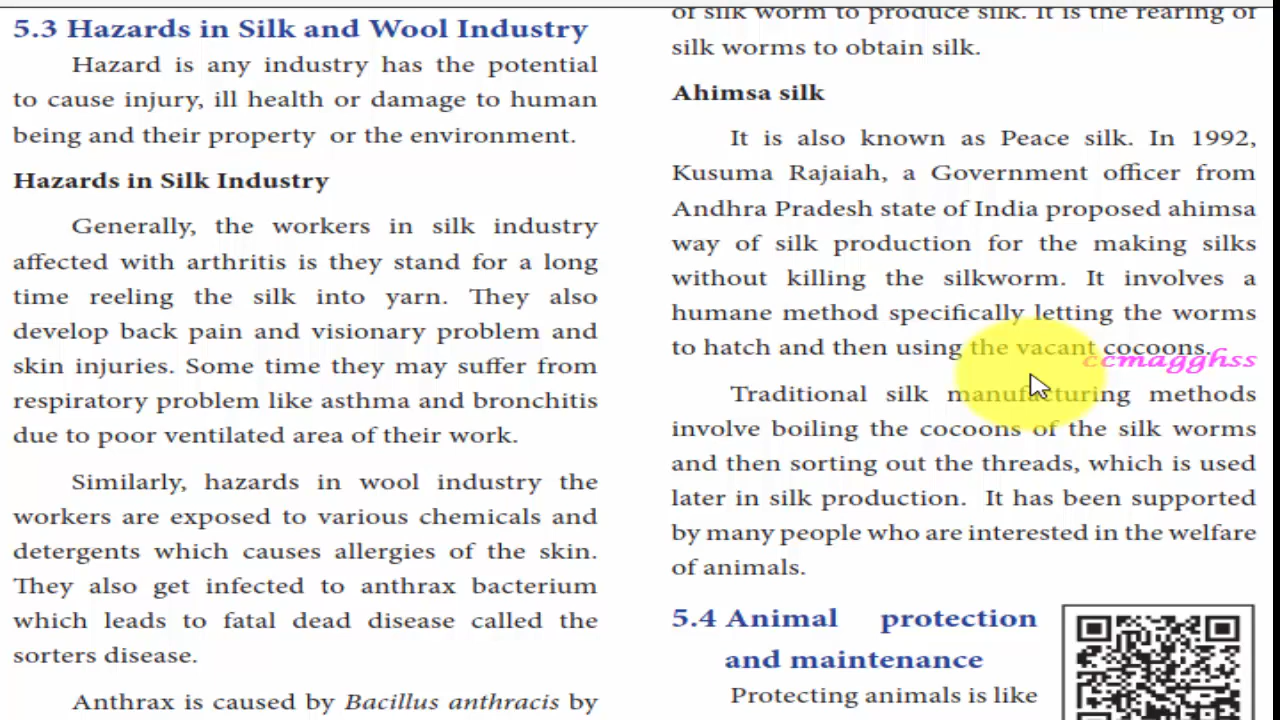 5.3 Hazards in Silk and Wool Industry
Hazard is any industry has the potential
to cause injury, ill health or damage to human
being and their property or the environment.
Hazards in Silk Industry
Generally, the workers in silk industry
affected with arthritis is they stand for a long
time reeling the silk into yarn. They also
develop back pain and visionary problem and
skin injuries. Some time they may suffer from
respiratory problem like asthma and bronchitis
due to poor ventilated area of their work.
Similarly, hazards in wool industry the
workers are exposed to various chemicals and
detergents which causes allergies of the skin.
They also get infected to anthrax bacterium
which leads to fatal dead disease called the
sorters disease.
Anthrax is caused by Bacillus anthracis by
of silk worm to produce silk. It is the rearing of
silk worms to obtain silk.
Ahimsa silk
It is also known as Peace silk. In 1992,
Kusuma Rajaiah, a Government officer from
Andhra Pradesh state of India proposed ahimsa
way of silk production for the making silks
without killing the silkworm. It involves a
humane method specifically letting the worms
to hatch and then using the vacant cocoons.
ccmagghss
Traditional silk manufacturing methods
involve boiling the cocoons of the silk worms
and then sorting out the threads, which is used
later in silk production. It has been supported
by many people who are interested in the welfare
of animals.
5.4 Animal protection
and maintenance
Protecting animals is like